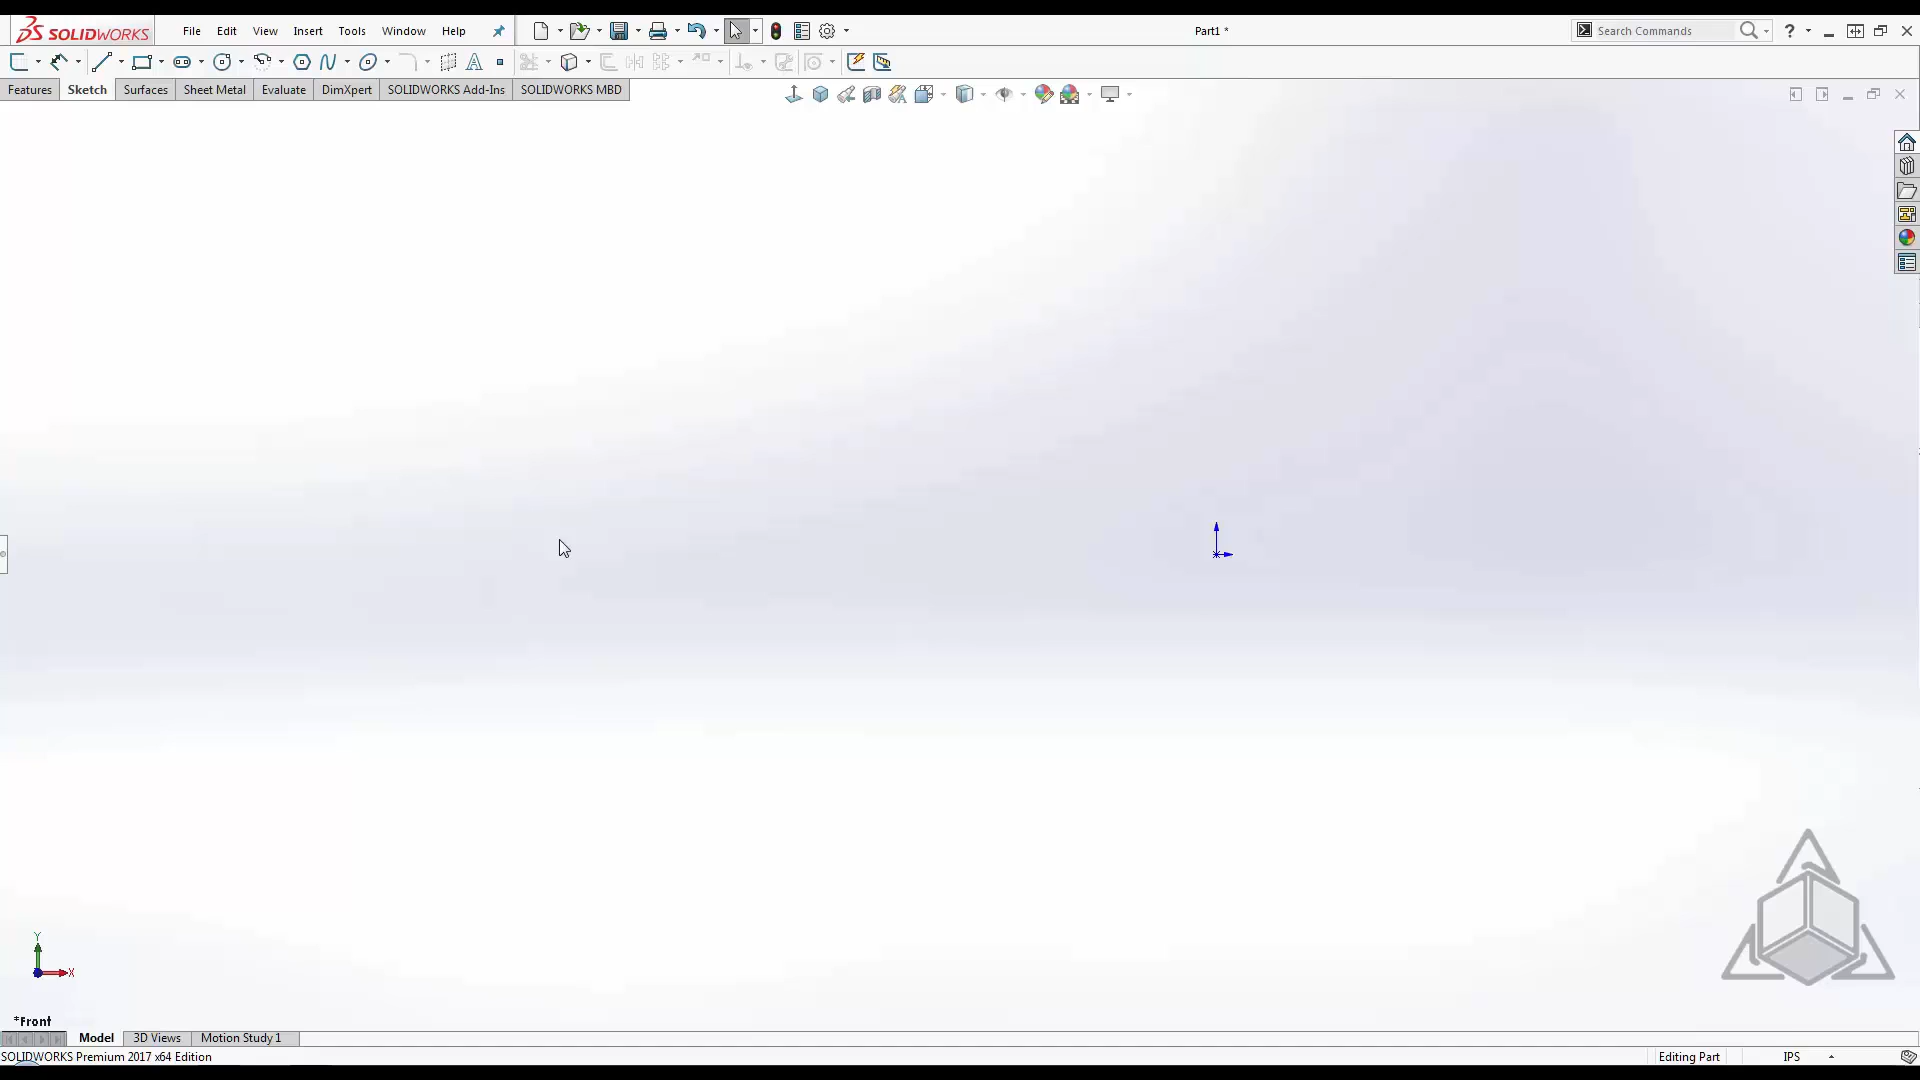 SOLIDWORKS File Edit View Insert Tools Window Help Part1 * Search Commands ?
Features Sketch Surfaces Sheet Metal Evaluate DimXpert SOLIDWORKS Add-Ins SOLIDWORKS MBD
Y
X
*Front
Model 3D Views Motion Study 1
SOLIDWORKS Premium 2017 x64 Edition Editing Part IPS